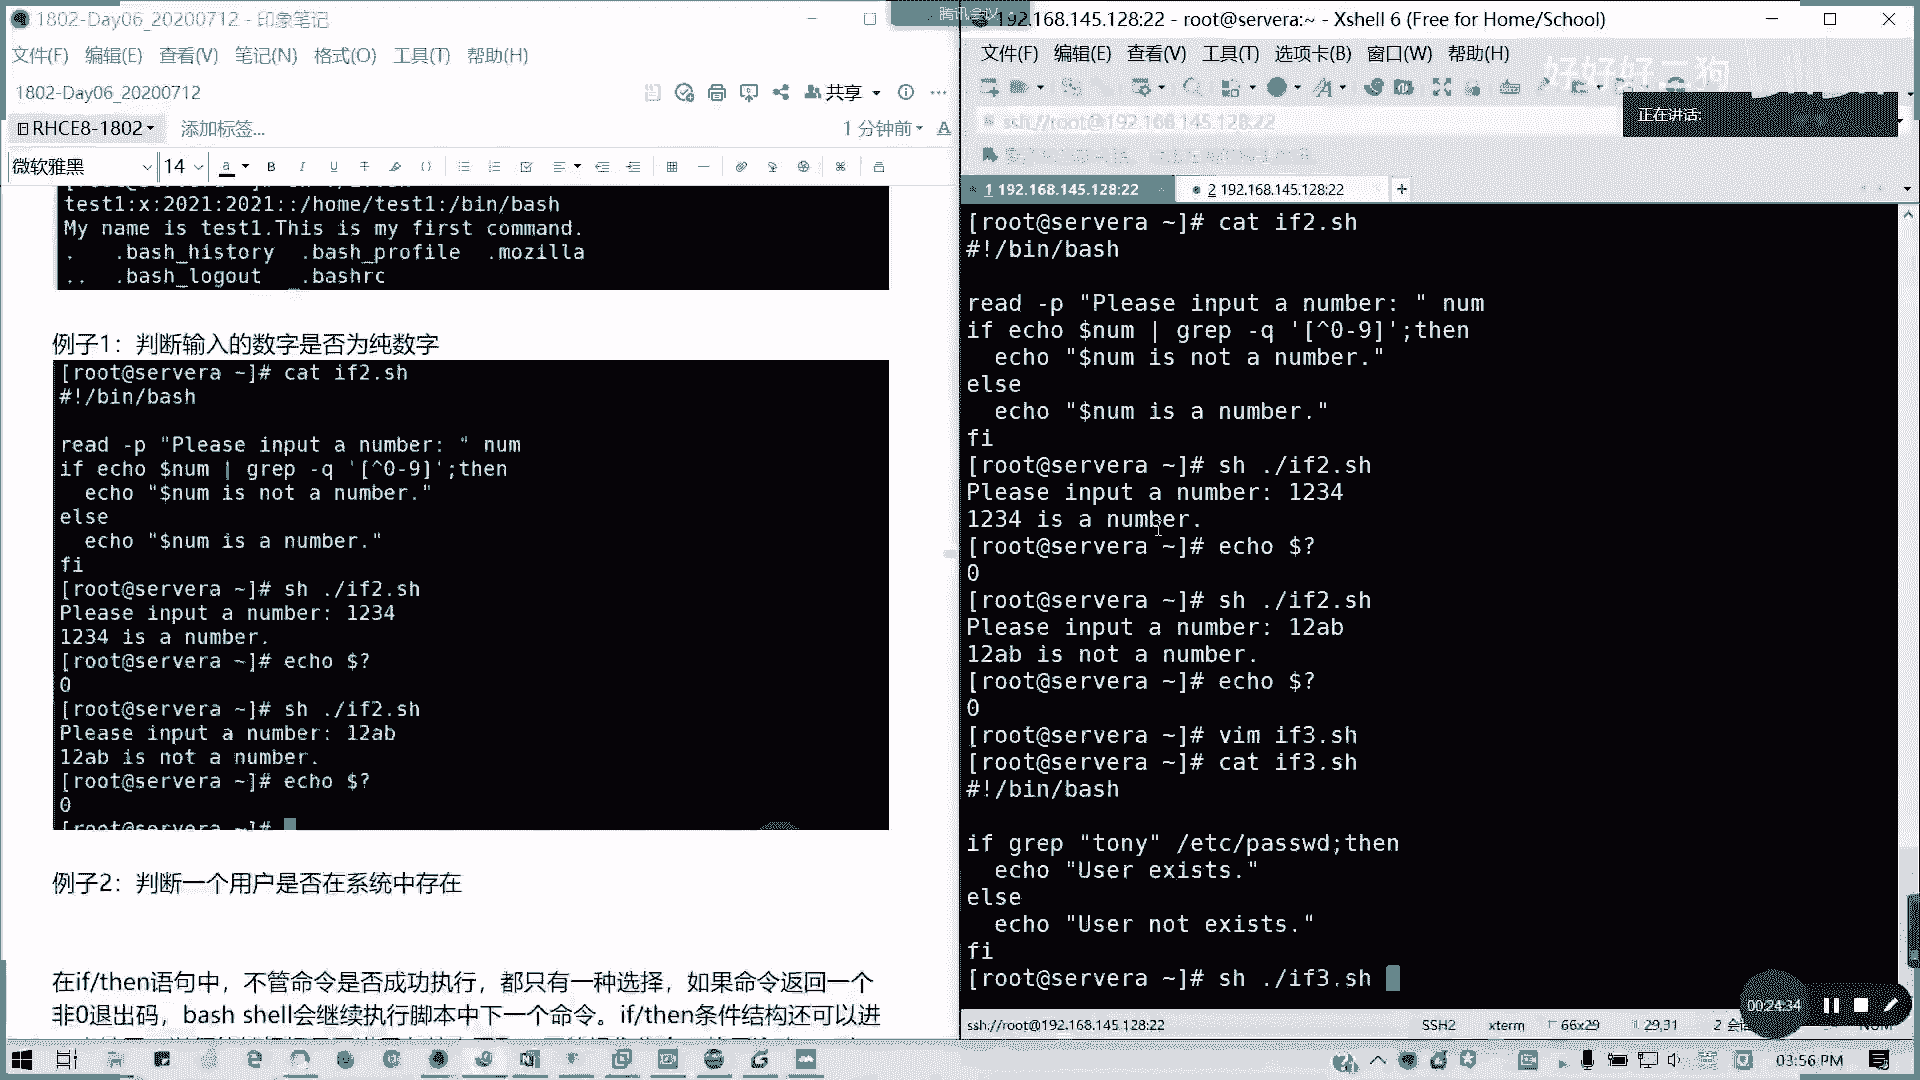 1802-Day06_20200712 - 印象笔记
文件(F) 编辑(E) 查看(V) 笔记(N) 格式(O) 工具(T) 帮助(H)
1802-Day06_20200712
共享
RHCE8-1802
添加标签...
1 分钟前
微软雅黑 14
test1:x:2021:2021::/home/test1:/bin/bash
My name is test1.This is my first command.
.   .bash_history  .bash_profile  .mozilla
..  .bash_logout   .bashrc
例子1：判断输入的数字是否为纯数字
[root@servera ~]# cat if2.sh
#!/bin/bash
read -p "Please input a number: " num
if echo $num | grep -q '[^0-9]';then
  echo "$num is not a number."
else
  echo "$num is a number."
fi
[root@servera ~]# sh ./if2.sh
Please input a number: 1234
1234 is a number.
[root@servera ~]# echo $?
0
[root@servera ~]# sh ./if2.sh
Please input a number: 12ab
12ab is not a number.
[root@servera ~]# echo $?
0
[root@servera ~]#
例子2：判断一个用户是否在系统中存在
在if/then语句中，不管命令是否成功执行，都只有一种选择，如果命令返回一个
非0退出码，bash shell会继续执行脚本中下一个命令。if/then条件结构还可以进
腾讯会议
192.168.145.128:22 - root@servera:~ - Xshell 6 (Free for Home/School)
文件(F) 编辑(E) 查看(V) 工具(T) 选项卡(B) 窗口(W) 帮助(H)
好好好二狗
正在讲话:
ssh://root@192.168.145.128:22
1 192.168.145.128:22
2 192.168.145.128:22
[root@servera ~]# cat if2.sh
#!/bin/bash
read -p "Please input a number: " num
if echo $num | grep -q '[^0-9]';then
  echo "$num is not a number."
else
  echo "$num is a number."
fi
[root@servera ~]# sh ./if2.sh
Please input a number: 1234
1234 is a number.
[root@servera ~]# echo $?
0
[root@servera ~]# sh ./if2.sh
Please input a number: 12ab
12ab is not a number.
[root@servera ~]# echo $?
0
[root@servera ~]# vim if3.sh
[root@servera ~]# cat if3.sh
#!/bin/bash
if grep "tony" /etc/passwd;then
  echo "User exists."
else
  echo "User not exists."
fi
[root@servera ~]# sh ./if3.sh
00:24:34
ssh://root@192.168.145.128:22 SSH2 xterm 66x29 29,31
03:56 PM